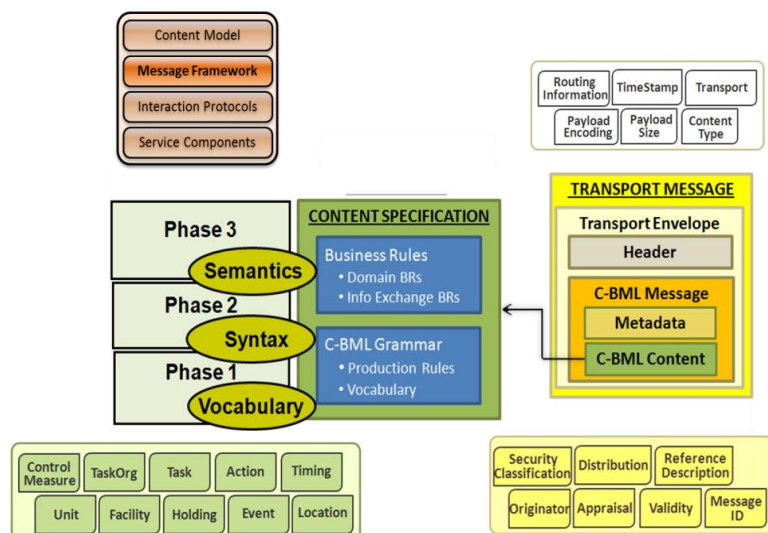 Content Model
Message Framework
Interaction Protocols
Service Components
Routing
Information
TimeStamp
Transport
Payload
Encoding
Payload
Size
Content
Type
Phase 3
Semantics
Phase 2
Syntax
Phase 1
Vocabulary
CONTENT SPECIFICATION
Business Rules
• Domain BRs
• Info Exchange BRs
C-BML Grammar
• Production Rules
• Vocabulary
TRANSPORT MESSAGE
Transport Envelope
Header
C-BML Message
Metadata
C-BML Content
Control
Measure
TaskOrg
Task
Action
Timing
Unit
Facility
Holding
Event
Location
Security
Classification
Distribution
Reference
Description
Originator
Appraisal
Validity
Message
ID